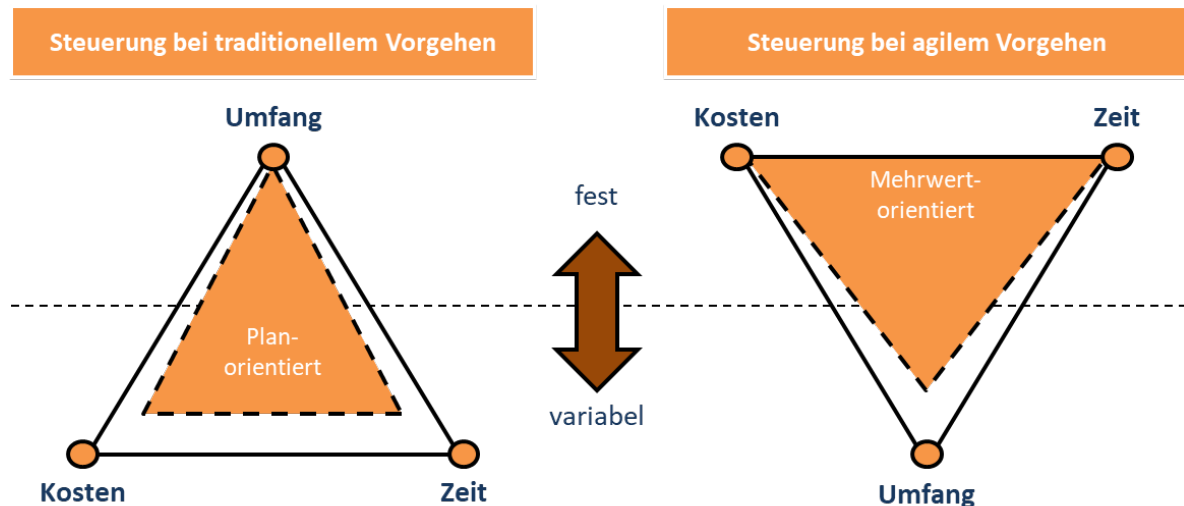 Steuerung bei traditionellem Vorgehen
Umfang
Plan-
orientiert
Kosten
Zeit
fest
variabel
Steuerung bei agilem Vorgehen
Kosten
Zeit
Mehrwert-
orientiert
Umfang